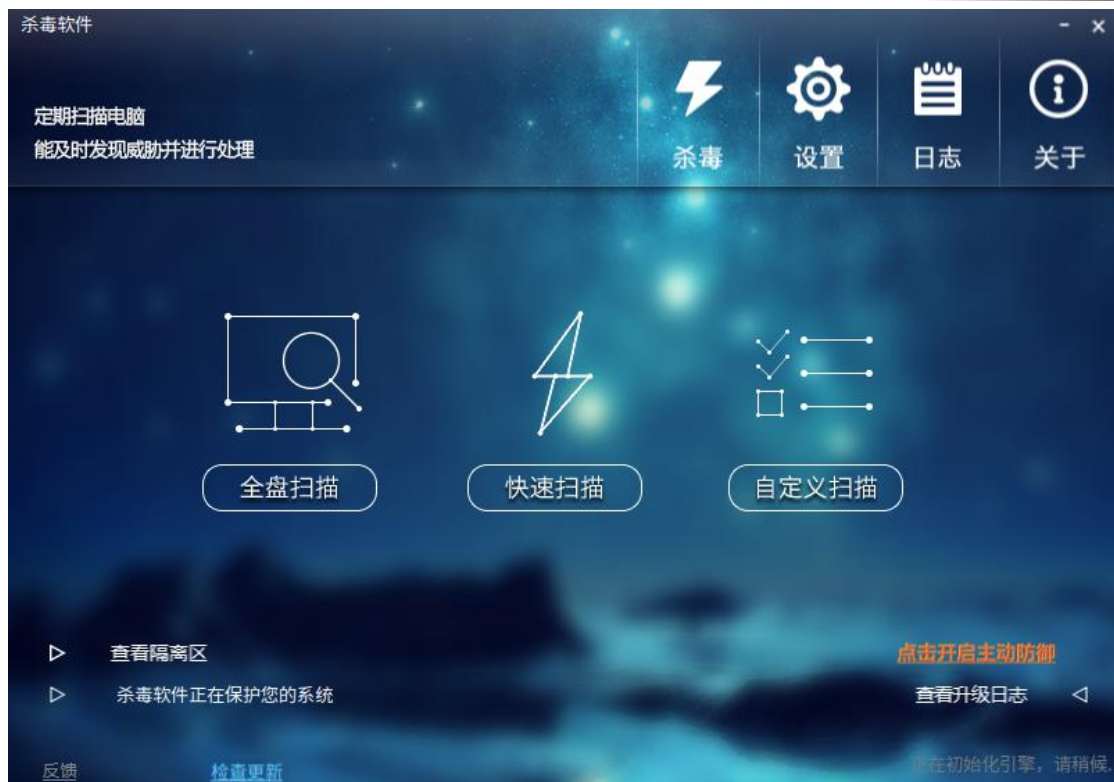 杀毒软件
定期扫描电脑
能及时发现威胁并进行处理
杀毒
设置
日志
关于
全盘扫描
快速扫描
自定义扫描
查看隔离区
点击开启主动防御
杀毒软件正在保护您的系统
查看升级日志
反馈
检查更新
正在初始化引擎，请稍候.